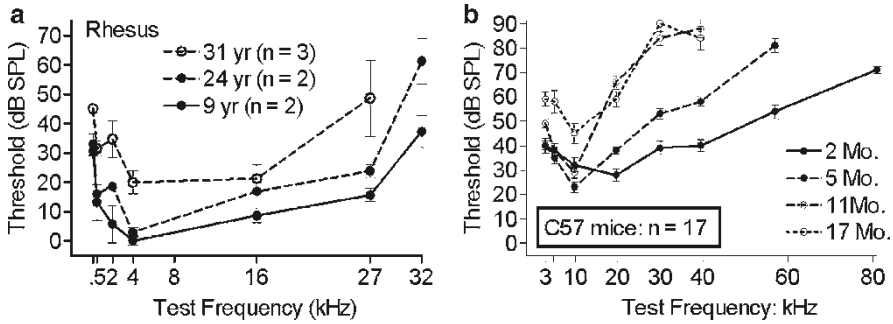 a
Rhesus
31 yr (n = 3)
24 yr (n = 2)
9 yr (n = 2)
Threshold (dB SPL)
70
60
50
40
30
20
10
0
.5 2 4 8 16 27 32
Test Frequency (kHz)
b
Threshold (dB SPL)
90
80
70
60
50
40
30
20
10
0
2 Mo.
5 Mo.
11Mo.
17 Mo.
C57 mice: n = 17
3 10 20 30 40 60 80
Test Frequency: kHz